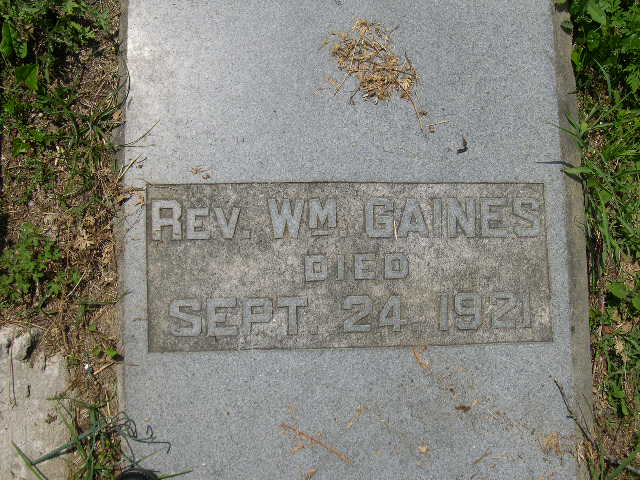 REV. WM. GAINES
DIED
SEPT. 24. 1921